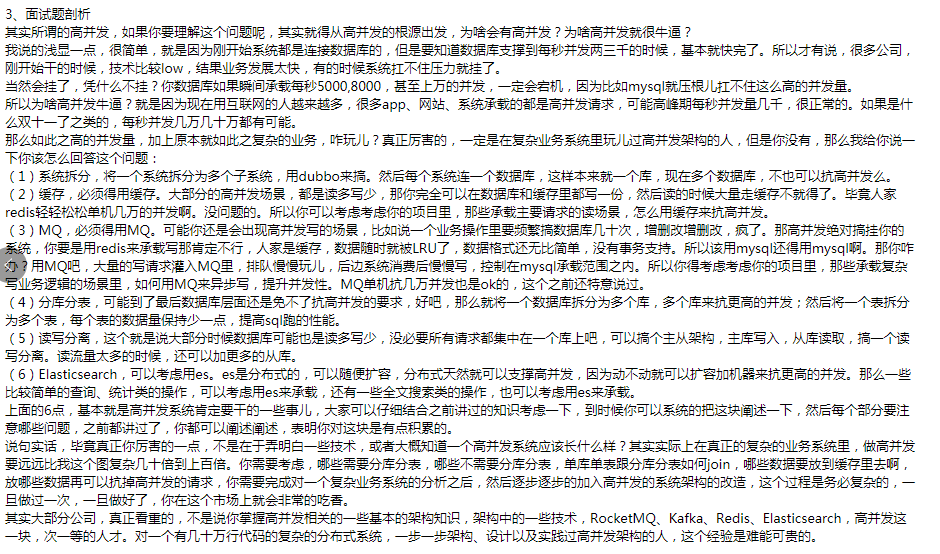 3、面试题剖析
其实所谓的高并发，如果你要理解这个问题呢，其实就得从高并发的根源出发，为啥会有高并发？为啥高并发就很牛逼？
我说的浅显一点，很简单，就是因为刚开始系统都是连接数据库的，但是要知道数据库支撑到每秒并发两三千的时候，基本就快完了。所以才有说，很多公司，
刚开始干的时候，技术比较low，结果业务发展太快，有的时候系统扛不住压力就挂了。
当然会挂了，凭什么不挂？你数据库如果瞬间承载每秒5000,8000，甚至上万的并发，一定会宕机，因为比如mysql就压根儿扛不住这么高的并发量。
所以为啥高并发牛逼？就是因为现在用互联网的人越来越多，很多app、网站、系统承载的都是高并发请求，可能高峰期每秒并发量几千，很正常的。如果是什
么双十一了之类的，每秒并发几万几十万都有可能。
那么如此之高的并发量，加上原本就如此之复杂的业务，咋玩儿？真正厉害的，一定是在复杂业务系统里玩儿过高并发架构的人，但是你没有，那么我给你说一
下你该怎么回答这个问题：
（1）系统拆分，将一个系统拆分为多个子系统，用dubbo来搞。然后每个系统连一个数据库，这样本来就一个库，现在多个数据库，不也可以抗高并发么。
（2）缓存，必须得用缓存。大部分的高并发场景，都是读多写少，那你完全可以在数据库和缓存里都写一份，然后读的时候大量走缓存不就得了。毕竟人家
redis轻轻松松单机几万的并发啊。没问题的。所以你可以考虑考虑你的项目里，那些承载主要请求的读场景，怎么用缓存来抗高并发。
（3）MQ，必须得用MQ。可能你还是会出现高并发写的场景，比如说一个业务操作里要频繁搞数据库几十次，增删改增删改，疯了。那高并发绝对搞挂你的
系统，你要是用redis来承载写那肯定不行，人家是缓存，数据随时就被LRU了，数据格式还无比简单，没有事务支持。所以该用mysql还得用mysql啊。那你咋
办？用MQ吧，大量的写请求灌入MQ里，排队慢慢玩儿，后边系统消费后慢慢写，控制在mysql承载范围之内。所以你得考虑考虑你的项目里，那些承载复杂
写业务逻辑的场景里，如何用MQ来异步写，提升并发性。MQ单机抗几万并发也是ok的，这个之前还特意说过。
（4）分库分表，可能到了最后数据库层面还是免不了抗高并发的要求，好吧，那么就将一个数据库拆分为多个库，多个库来抗更高的并发；然后将一个表拆分
为多个表，每个表的数据量保持少一点，提高sql跑的性能。
（5）读写分离，这个就是说大部分时候数据库可能也是读多写少，没必要所有请求都集中在一个库上吧，可以搞个主从架构，主库写入，从库读取，搞一个读
写分离。读流量太多的时候，还可以加更多的从库。
（6）Elasticsearch，可以考虑用es。es是分布式的，可以随便扩容，分布式天然就可以支撑高并发，因为动不动就可以扩容加机器来抗更高的并发。那么一些
比较简单的查询、统计类的操作，可以考虑用es来承载，还有一些全文搜索类的操作，也可以考虑用es来承载。
上面的6点，基本就是高并发系统肯定要干的一些事儿，大家可以仔细结合之前讲过的知识考虑一下，到时候你可以系统的把这块阐述一下，然后每个部分要注
意哪些问题，之前都讲过了，你都可以阐述阐述，表明你对这块是有点积累的。
说句实话，毕竟真正你厉害的一点，不是在于弄明白一些技术，或者大概知道一个高并发系统应该长什么样？其实实际上在真正的复杂的业务系统里，做高并发
要远远比我这个图复杂几十倍到上百倍。你需要考虑，哪些需要分库分表，哪些不需要分库分表，单库单表跟分库分表如何join，哪些数据要放到缓存里去啊，
放哪些数据再可以抗掉高并发的请求，你需要完成对一个复杂业务系统的分析之后，然后逐步逐步的加入高并发的系统架构的改造，这个过程是务必复杂的，一
旦做过一次，一旦做好了，你在这个市场上就会非常的吃香。
其实大部分公司，真正看重的，不是说你掌握高并发相关的一些基本的架构知识，架构中的一些技术，RocketMQ、Kafka、Redis、Elasticsearch，高并发这
一块，次一等的人才。对一个有几十万行代码的复杂的分布式系统，一步一步架构、设计以及实践过高并发架构的人，这个经验是难能可贵的。